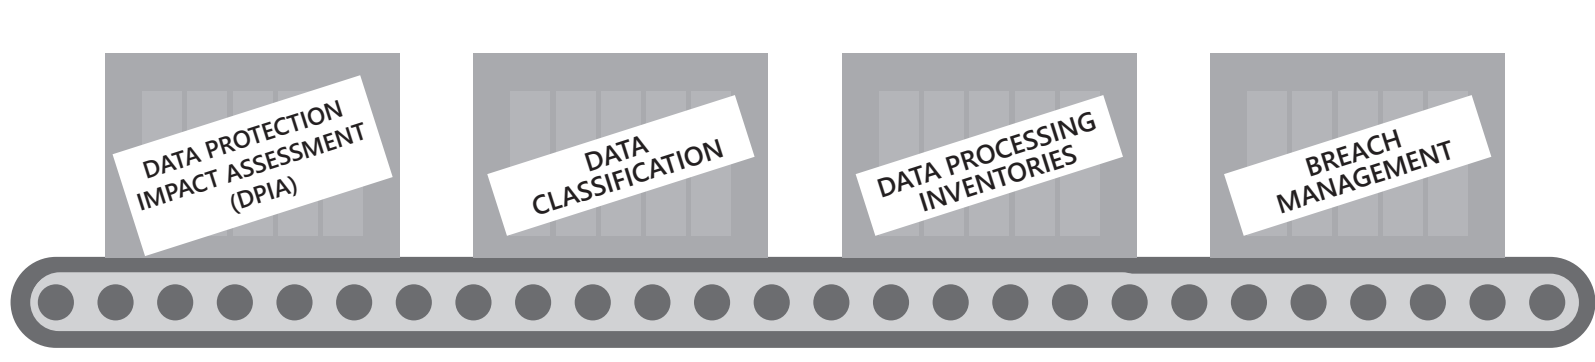 DATA PROTECTION
IMPACT ASSESSMENT
(DPIA)
DATA
CLASSIFICATION
DATA PROCESSING
INVENTORIES
BREACH
MANAGEMENT